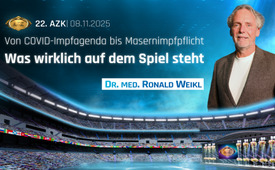 22. AZK | 08.11.2025
Von COVID-Impfagenda bis Masernimpfpflicht
Was wirklich auf dem Spiel steht
DR. MED. RONALD WEIKL